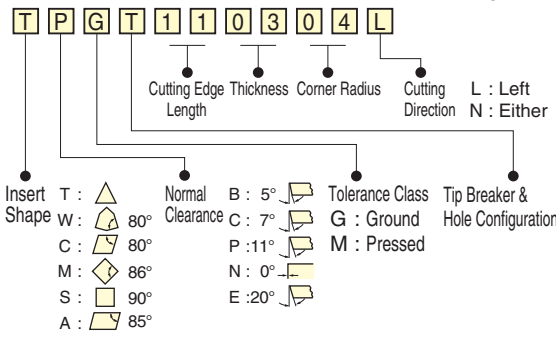 T P G T 1 1 0 3 0 4 L
Cutting Edge Length
Thickness
Corner Radius
Cutting Direction
L : Left
N : Either
Insert Shape
T :
W : 80°
C : 80°
M : 86°
S : 90°
A : 85°
Normal Clearance
B : 5°
C : 7°
P :11°
N : 0°
E :20°
Tolerance Class
G : Ground
M : Pressed
Tip Breaker &
Hole Configuration